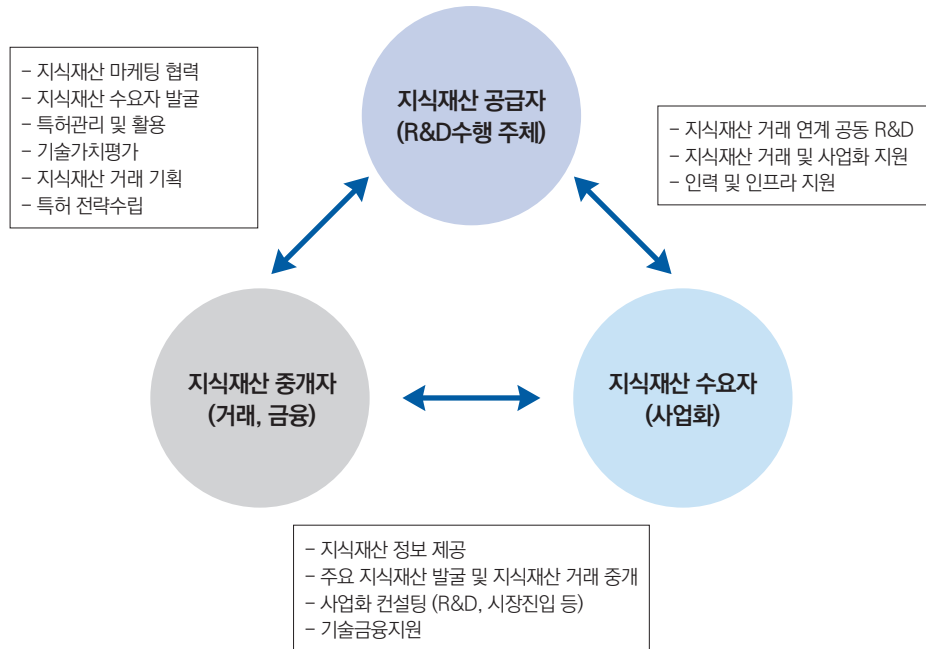 - 지식재산 마케팅 협력
- 지식재산 수요자 발굴
- 특허관리 및 활용
- 기술가치평가
- 지식재산 거래 기획
- 특허 전략수립
지식재산 공급자
(R&D수행 주체)
- 지식재산 거래 연계 공동 R&D
- 지식재산 거래 및 사업화 지원
- 인력 및 인프라 지원
지식재산 중개자
(거래, 금융)
지식재산 수요자
(사업화)
- 지식재산 정보 제공
- 주요 지식재산 발굴 및 지식재산 거래 중개
- 사업화 컨설팅 (R&D, 시장진입 등)
- 기술금융지원